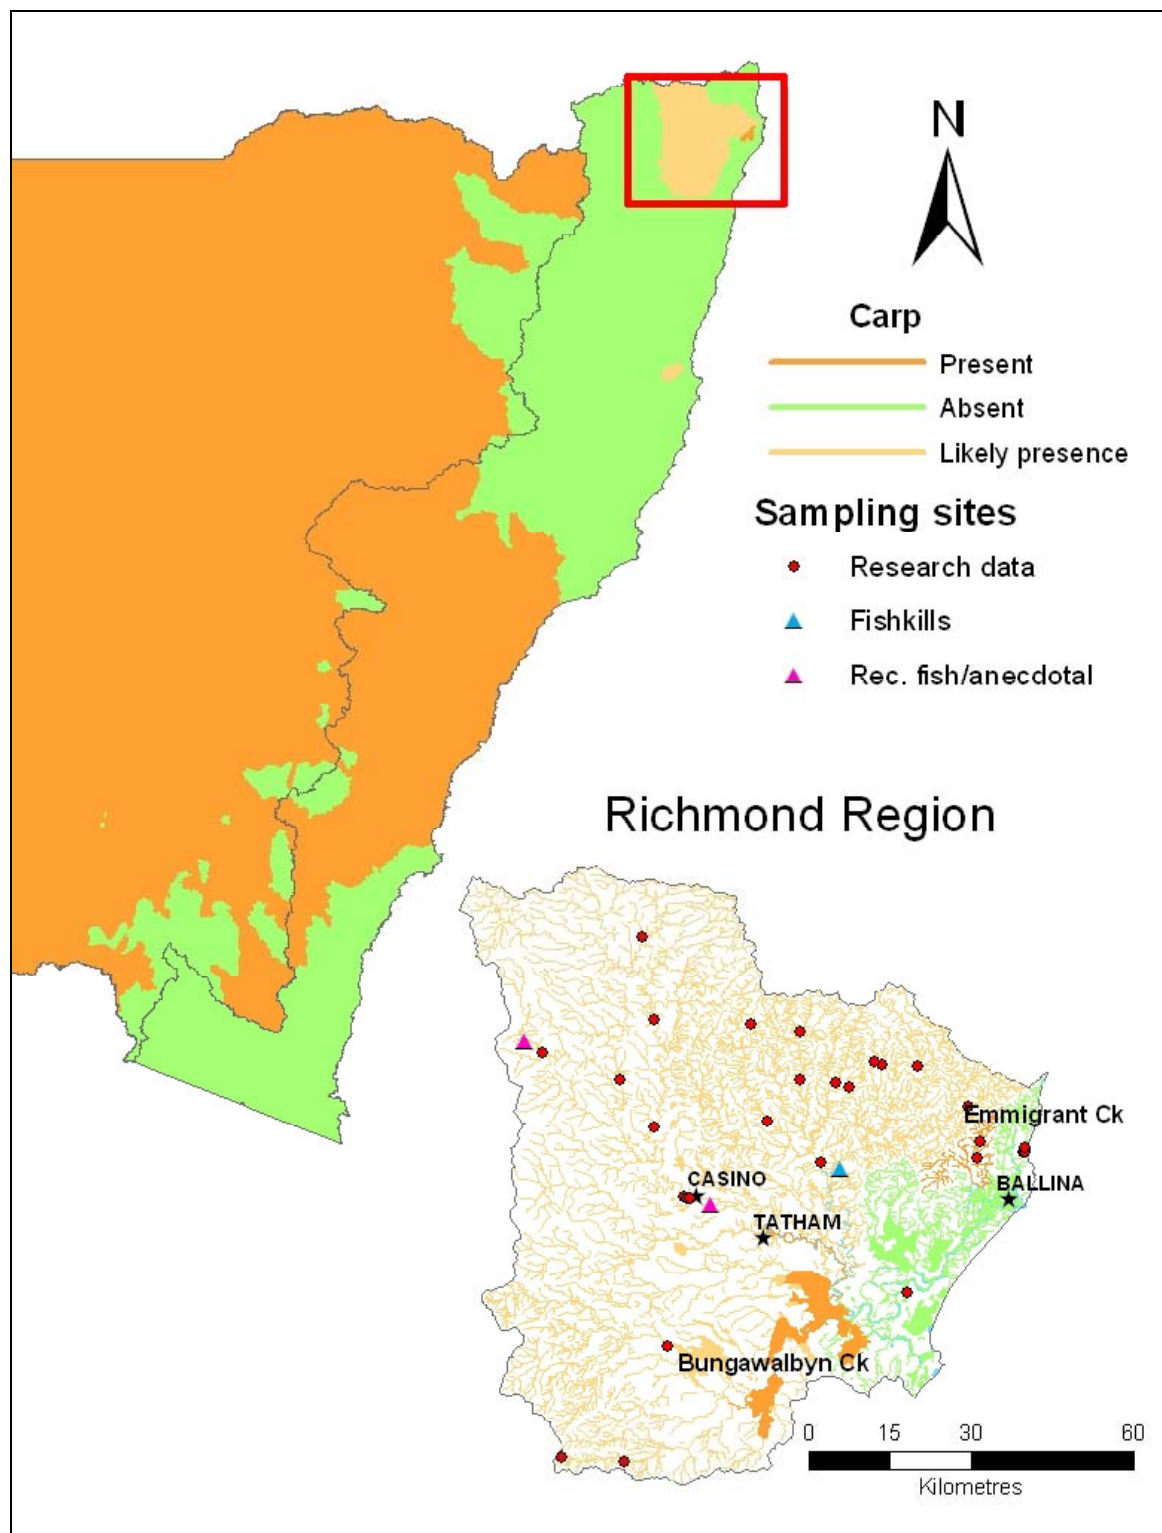 N
Carp
Present
Absent
Likely presence
Sampling sites
Research data
Fishkills
Rec. fish/anecdotal
Richmond Region
Emmigrant Ck
CASINO
BALLINA
TATHAM
Bungawalbyn Ck
0 15 30 60
Kilometres